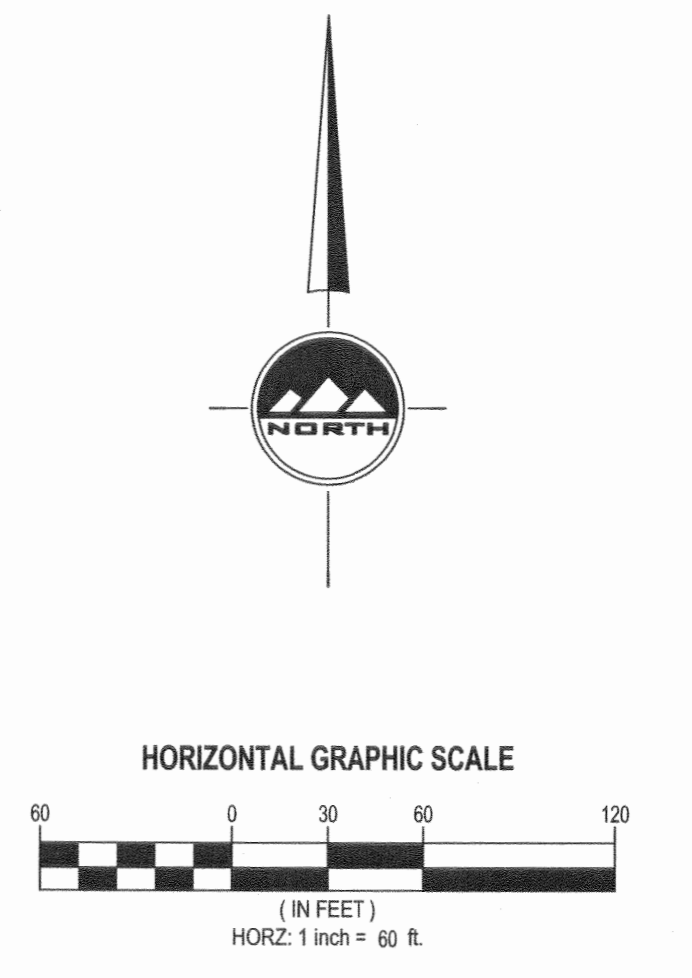 NORTH
HORIZONTAL GRAPHIC SCALE
60 0 30 60 120
( IN FEET )
HORZ: 1 inch = 60 ft.